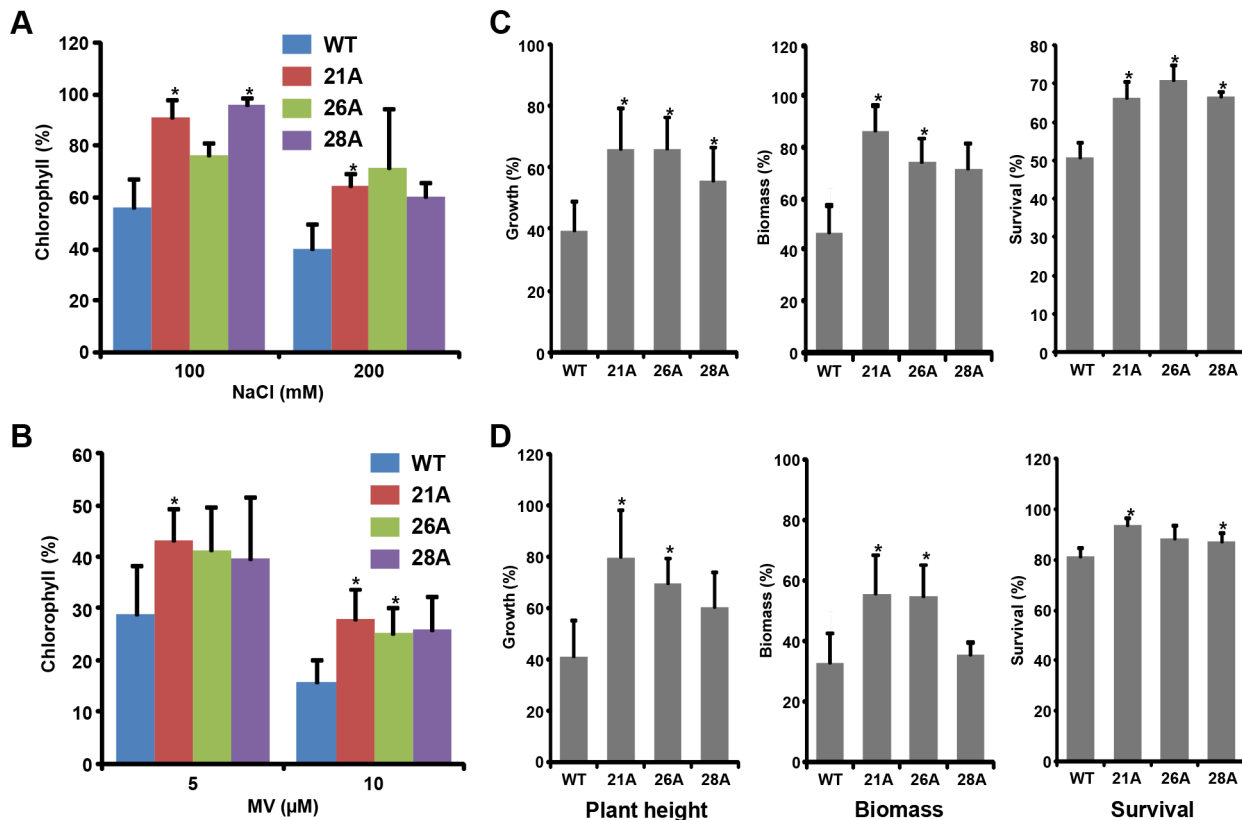 A
Chlorophyll (%)
120
100
80
60
40
20
0
* * *
WT
21A
26A
28A
100 200
NaCl (mM)
B
Chlorophyll (%)
60
50
40
30
20
10
0
* * *
WT
21A
26A
28A
5 10
MV (µM)
C
Growth (%)
100
80
60
40
20
0
* * *
WT 21A 26A 28A
Biomass (%)
120
100
80
60
40
20
0
* *
WT 21A 26A 28A
Survival (%)
80
70
60
50
40
30
20
10
0
* * *
WT 21A 26A 28A
D
Growth (%)
120
100
80
60
40
20
0
* *
WT 21A 26A 28A
Plant height
Biomass (%)
100
80
60
40
20
0
* *
WT 21A 26A 28A
Biomass
Survival (%)
120
100
80
60
40
20
0
* *
WT 21A 26A 28A
Survival